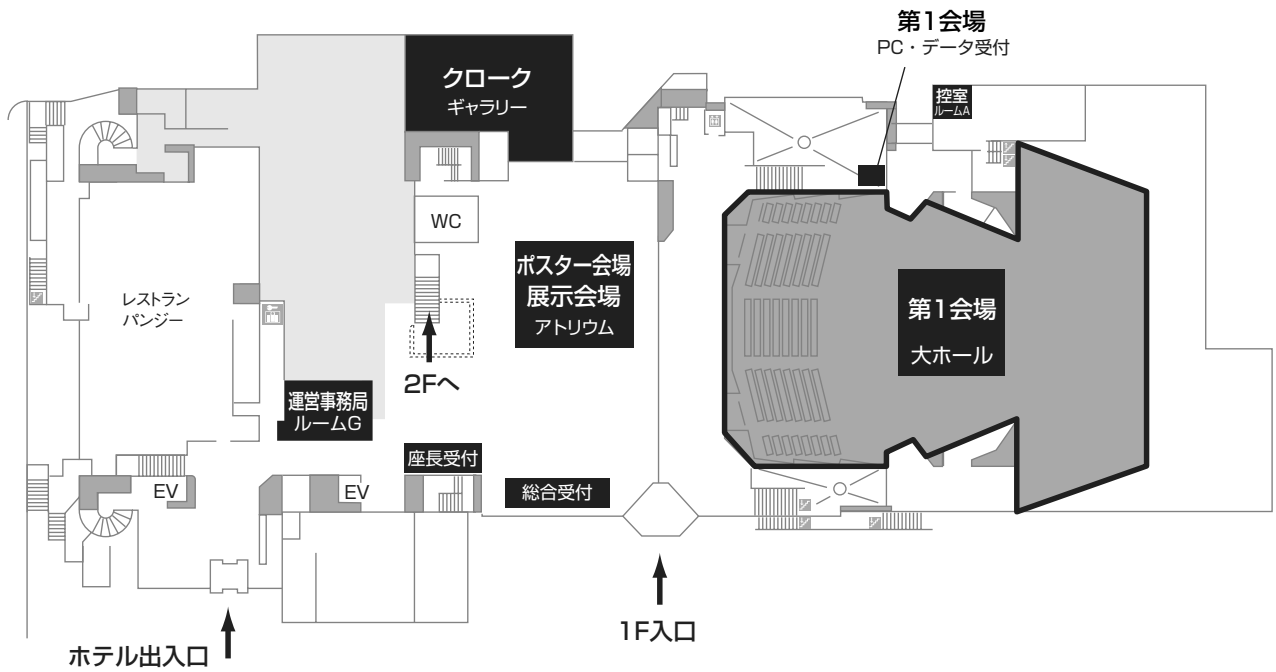 第1会場
PC・データ受付
クローク
ギャラリー
控室
ルームA
WC
ポスター会場
展示会場
アトリウム
レストラン
パンジー
第1会場
大ホール
2Fへ
運営事務局
ルームG
座長受付
EV
EV
総合受付
1F入口
ホテル出入口